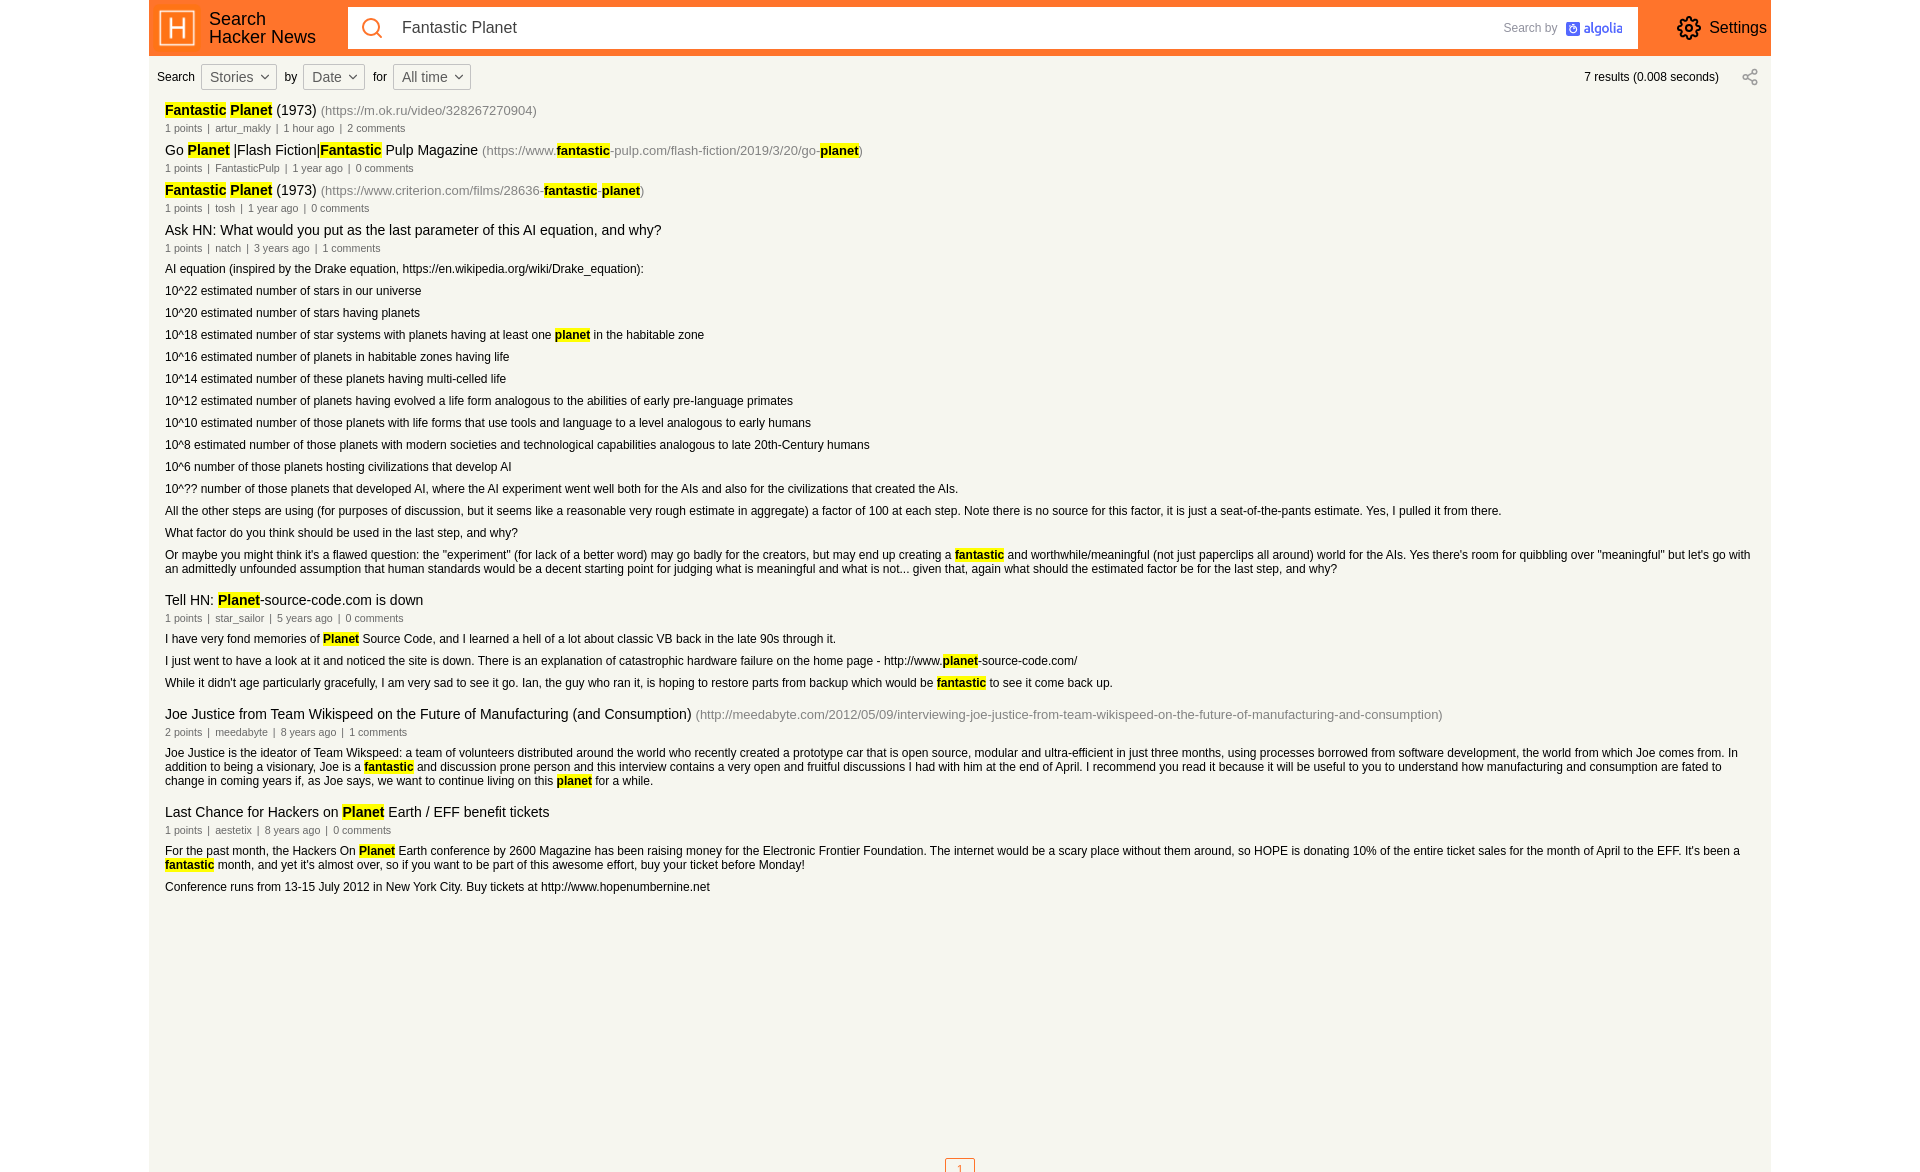 Search
Hacker News
Fantastic Planet
Search by algolia
Settings
Search Stories by Date for All time
7 results (0.008 seconds)
Fantastic Planet (1973) (https://m.ok.ru/video/328267270904)
1 points | artur_makly | 1 hour ago | 2 comments
Go Planet |Flash Fiction|Fantastic Pulp Magazine (https://www.fantastic-pulp.com/flash-fiction/2019/3/20/go-planet)
1 points | FantasticPulp | 1 year ago | 0 comments
Fantastic Planet (1973) (https://www.criterion.com/films/28636-fantastic-planet)
1 points | tosh | 1 year ago | 0 comments
Ask HN: What would you put as the last parameter of this AI equation, and why?
1 points | natch | 3 years ago | 1 comments
AI equation (inspired by the Drake equation, https://en.wikipedia.org/wiki/Drake_equation):
10^22 estimated number of stars in our universe
10^20 estimated number of stars having planets
10^18 estimated number of star systems with planets having at least one planet in the habitable zone
10^16 estimated number of planets in habitable zones having life
10^14 estimated number of these planets having multi-celled life
10^12 estimated number of planets having evolved a life form analogous to the abilities of early pre-language primates
10^10 estimated number of those planets with life forms that use tools and language to a level analogous to early humans
10^8 estimated number of those planets with modern societies and technological capabilities analogous to late 20th-Century humans
10^6 number of those planets hosting civilizations that develop AI
10^?? number of those planets that developed AI, where the AI experiment went well both for the AIs and also for the civilizations that created the AIs.
All the other steps are using (for purposes of discussion, but it seems like a reasonable very rough estimate in aggregate) a factor of 100 at each step. Note there is no source for this factor, it is just a seat-of-the-pants estimate. Yes, I pulled it from there.
What factor do you think should be used in the last step, and why?
Or maybe you might think it's a flawed question: the "experiment" (for lack of a better word) may go badly for the creators, but may end up creating a fantastic and worthwhile/meaningful (not just paperclips all around) world for the AIs. Yes there's room for quibbling over "meaningful" but let's go with
an admittedly unfounded assumption that human standards would be a decent starting point for judging what is meaningful and what is not... given that, again what should the estimated factor be for the last step, and why?
Tell HN: Planet-source-code.com is down
1 points | star_sailor | 5 years ago | 0 comments
I have very fond memories of Planet Source Code, and I learned a hell of a lot about classic VB back in the late 90s through it.
I just went to have a look at it and noticed the site is down. There is an explanation of catastrophic hardware failure on the home page - http://www.planet-source-code.com/
While it didn't age particularly gracefully, I am very sad to see it go. Ian, the guy who ran it, is hoping to restore parts from backup which would be fantastic to see it come back up.
Joe Justice from Team Wikispeed on the Future of Manufacturing (and Consumption) (http://meedabyte.com/2012/05/09/interviewing-joe-justice-from-team-wikispeed-on-the-future-of-manufacturing-and-consumption)
2 points | meedabyte | 8 years ago | 1 comments
Joe Justice is the ideator of Team Wikspeed: a team of volunteers distributed around the world who recently created a prototype car that is open source, modular and ultra-efficient in just three months, using processes borrowed from software development, the world from which Joe comes from. In
addition to being a visionary, Joe is a fantastic and discussion prone person and this interview contains a very open and fruitful discussions I had with him at the end of April. I recommend you read it because it will be useful to you to understand how manufacturing and consumption are fated to
change in coming years if, as Joe says, we want to continue living on this planet for a while.
Last Chance for Hackers on Planet Earth / EFF benefit tickets
1 points | aestetix | 8 years ago | 0 comments
For the past month, the Hackers On Planet Earth conference by 2600 Magazine has been raising money for the Electronic Frontier Foundation. The internet would be a scary place without them around, so HOPE is donating 10% of the entire ticket sales for the month of April to the EFF. It's been a
fantastic month, and yet it's almost over, so if you want to be part of this awesome effort, buy your ticket before Monday!
Conference runs from 13-15 July 2012 in New York City. Buy tickets at http://www.hopenumbernine.net
1